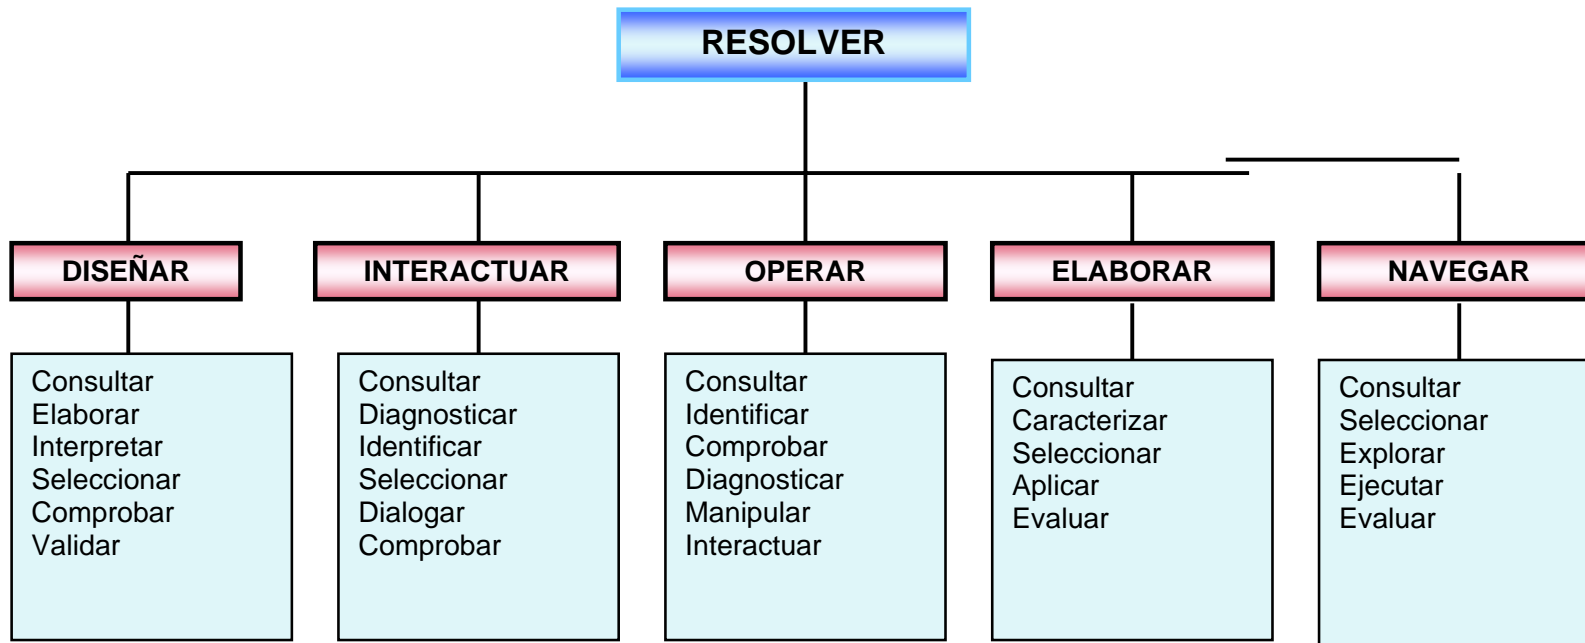 RESOLVER
DISEÑAR
INTERACTUAR
OPERAR
ELABORAR
NAVEGAR
Consultar
Elaborar
Interpretar
Seleccionar
Comprobar
Validar
Consultar
Diagnosticar
Identificar
Seleccionar
Dialogar
Comprobar
Consultar
Identificar
Comprobar
Diagnosticar
Manipular
Interactuar
Consultar
Caracterizar
Seleccionar
Aplicar
Evaluar
Consultar
Seleccionar
Explorar
Ejecutar
Evaluar